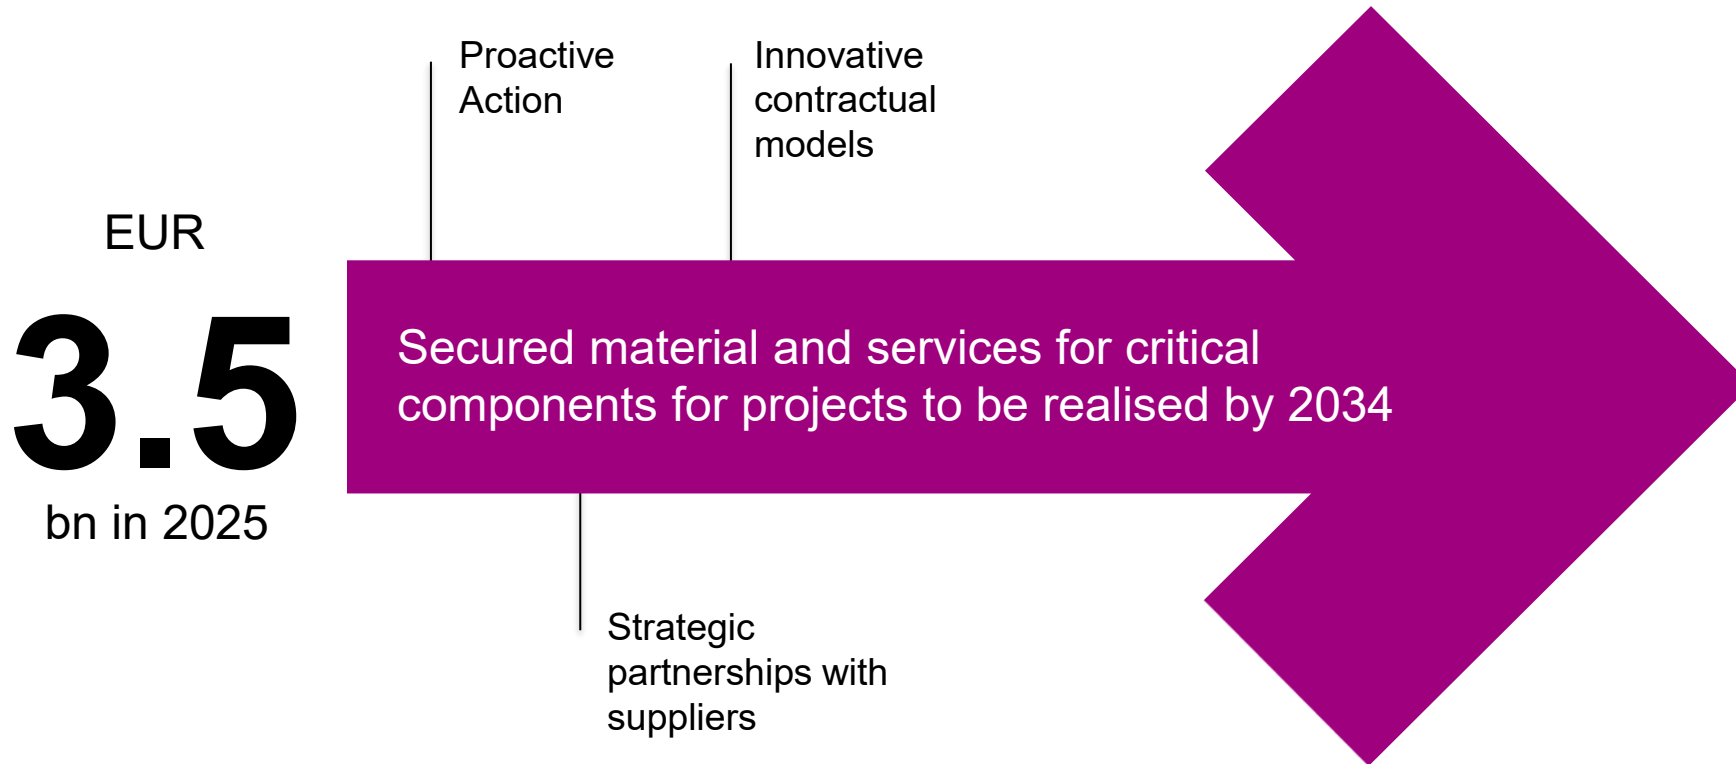 Proactive
Action
Innovative
contractual
models
EUR
3.5
bn in 2025
Secured material and services for critical
components for projects to be realised by 2034
Strategic
partnerships with
suppliers